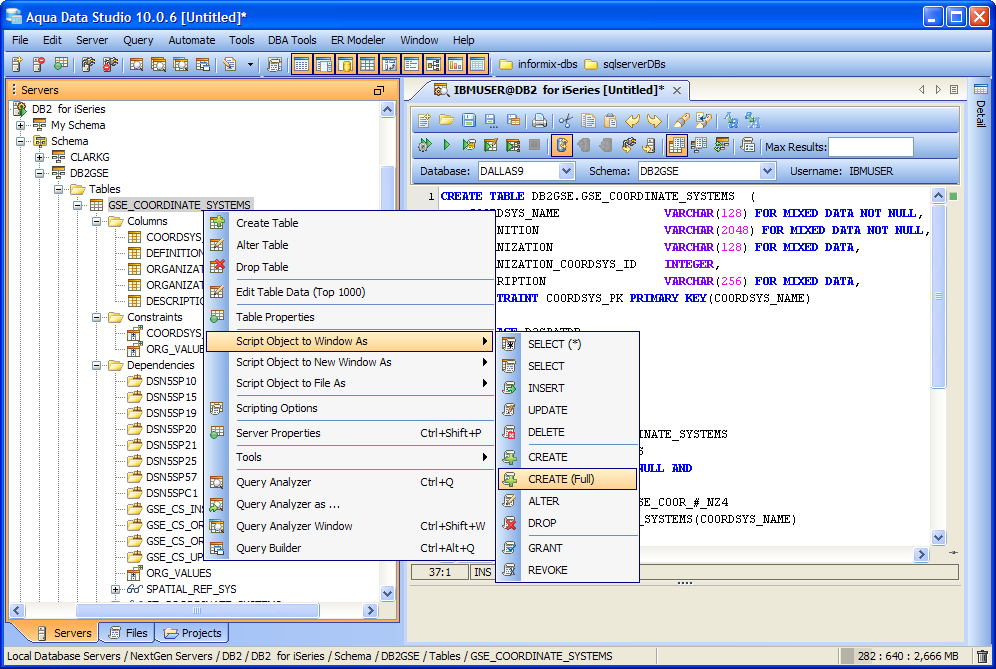 Aqua Data Studio 10.0.6 [Untitled]*
File Edit Server Query Automate Tools DBA Tools ER Modeler Window Help
informix-dbs sqlserverDBs
Servers
IBMUSER@DB2 for iSeries [Untitled]*
Detail
DB2 for iSeries
My Schema
Schema
CLARKG
DB2GSE
Tables
GSE_COORDINATE_SYSTEMS
Columns
COORDSYS_
DEFINITION
ORGANIZAT
ORGANIZAT
DESCRIPTIO
Constraints
COORDSYS_
ORG_VALUE
Dependencies
DSN5SP10
DSN5SP15
DSN5SP19
DSN5SP20
DSN5SP21
DSN5SP25
DSN5SP57
DSN5SPC1
GSE_CS_INS
GSE_CS_OR
GSE_CS_OR
GSE_CS_UP
ORG_VALUES
SPATIAL_REF_SYS
Max Results:
Database: DALLAS9 Schema: DB2GSE Username: IBMUSER
1 CREATE TABLE DB2GSE.GSE_COORDINATE_SYSTEMS (
RDSYS_NAME VARCHAR(128) FOR MIXED DATA NOT NULL,
NITION VARCHAR(2048) FOR MIXED DATA NOT NULL,
NIZATION VARCHAR(128) FOR MIXED DATA,
NIZATION_COORDSYS_ID INTEGER,
RIPTION VARCHAR(256) FOR MIXED DATA,
TRAINT COORDSYS_PK PRIMARY KEY(COORDSYS_NAME)
INATE_SYSTEMS
S
NULL AND
SE_COOR_#_NZ4
_SYSTEMS(COORDSYS_NAME)
Create Table
Alter Table
Drop Table
Edit Table Data (Top 1000)
Table Properties
Script Object to Window As
Script Object to New Window As
Script Object to File As
Scripting Options
Server Properties Ctrl+Shift+P
Tools
Query Analyzer Ctrl+Q
Query Analyzer as ...
Query Analyzer Window Ctrl+Shift+W
Query Builder Ctrl+Alt+Q
SELECT (*)
SELECT
INSERT
UPDATE
DELETE
CREATE
CREATE (Full)
ALTER
DROP
GRANT
REVOKE
37:1 INS
Servers Files Projects
Local Database Servers / NextGen Servers / DB2 / DB2 for iSeries / Schema / DB2GSE / Tables / GSE_COORDINATE_SYSTEMS
282 : 640 : 2,666 MB